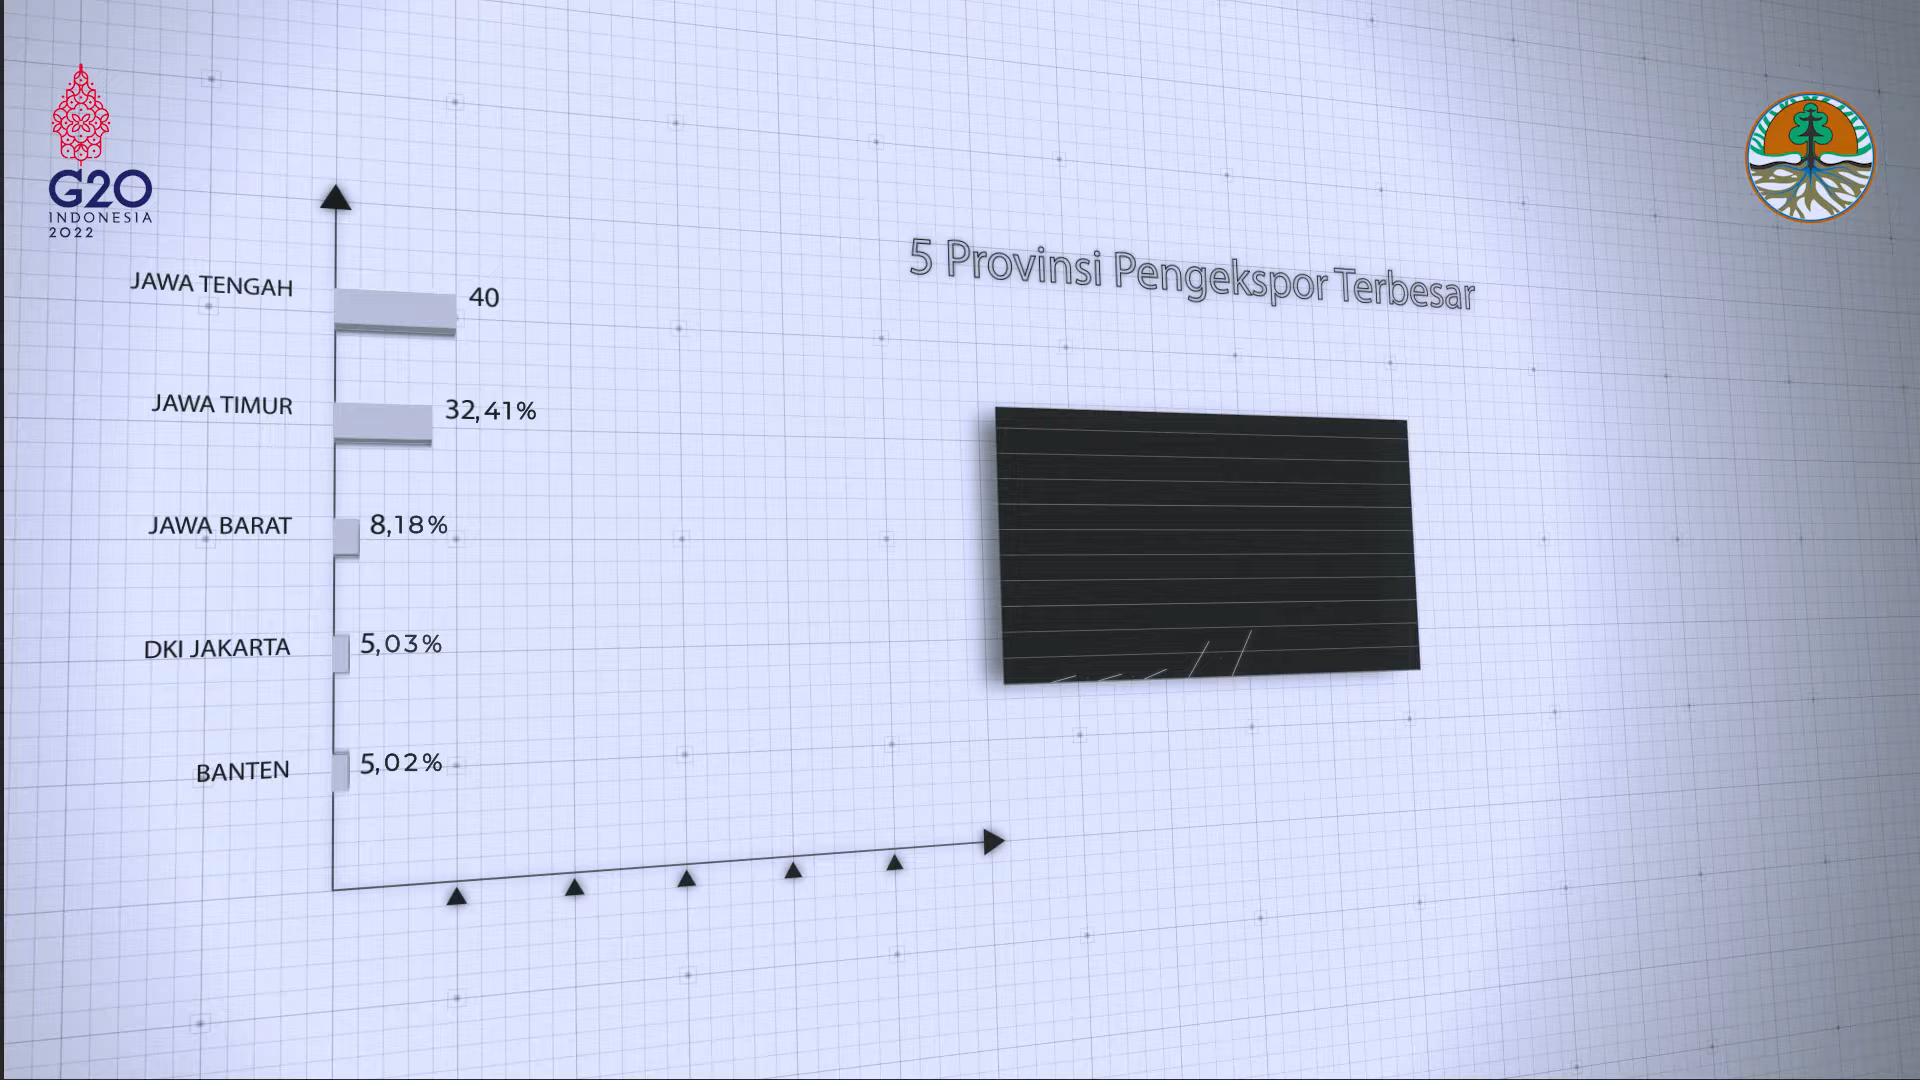 G20
INDONESIA
2022
5 Provinsi Pengekspor Terbesar
JAWA TENGAH 40
JAWA TIMUR 32,41%
JAWA BARAT 8,18%
DKI JAKARTA 5,03%
BANTEN 5,02%